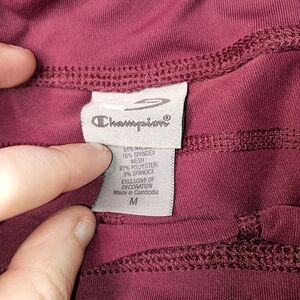 Champion®
16% SPANDEX
MESH
91% POLYESTER/
9% SPANDEX
EXCLUSIVE OF
DECORATION
Made in Cambodia
M